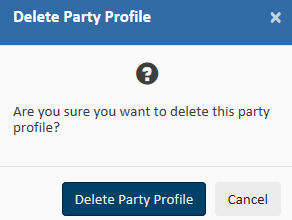 Delete Party Profile ×
?
Are you sure you want to delete this party
profile?
Delete Party Profile Cancel